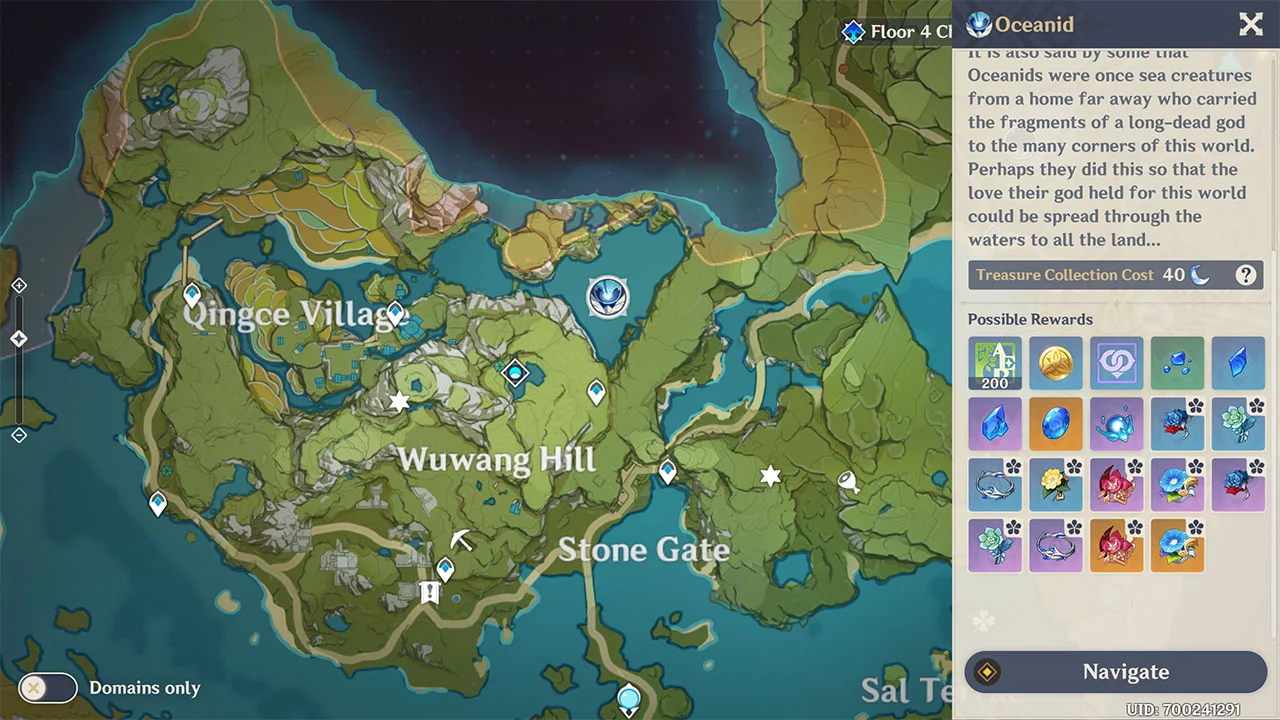 Floor 4 Cl
Oceanid
It is also said by some that
Oceanids were once sea creatures
from a home far away who carried
the fragments of a long-dead god
to the many corners of this world.
Perhaps they did this so that the
love their god held for this world
could be spread through the
waters to all the land...
Treasure Collection Cost 40 ?
Possible Rewards
200
Qingce Village
Wuwang Hill
Stone Gate
Sal Te
Domains only
Navigate
UID: 700241291